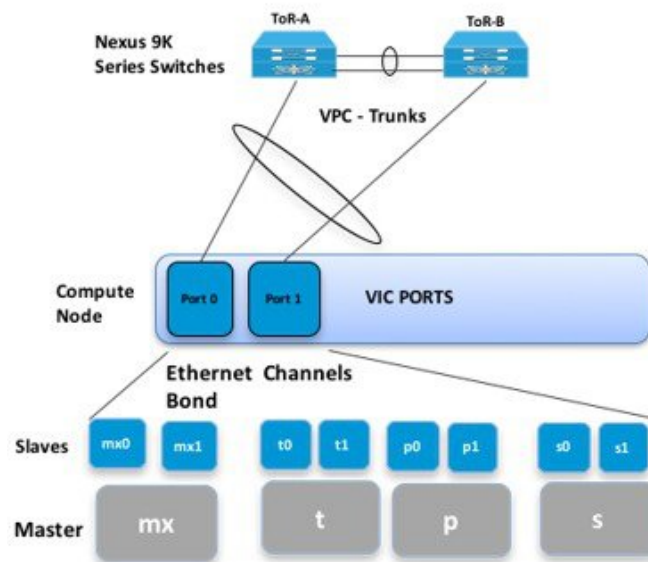 ToR-A
ToR-B
Nexus 9K
Series Switches
VPC - Trunks
Compute
Node
Port 0
Port 1
VIC PORTS
Ethernet Channels
Bond
Slaves
mx0
mx1
t0
t1
p0
p1
s0
s1
Master
mx
t
p
s